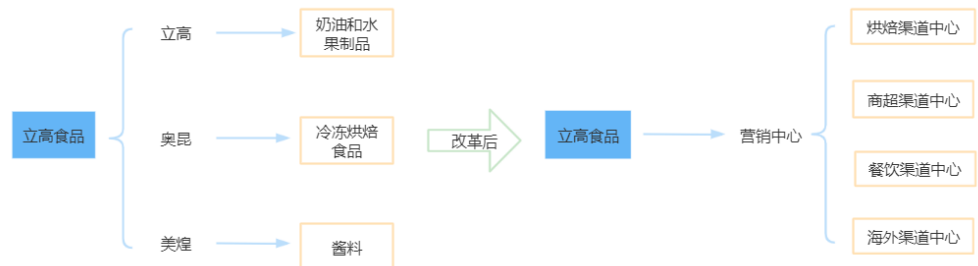 立高食品
立高
奶油和水
果制品
奥昆
冷冻烘焙
食品
美煌
酱料
改革后
立高食品
营销中心
烘焙渠道中心
商超渠道中心
餐饮渠道中心
海外渠道中心